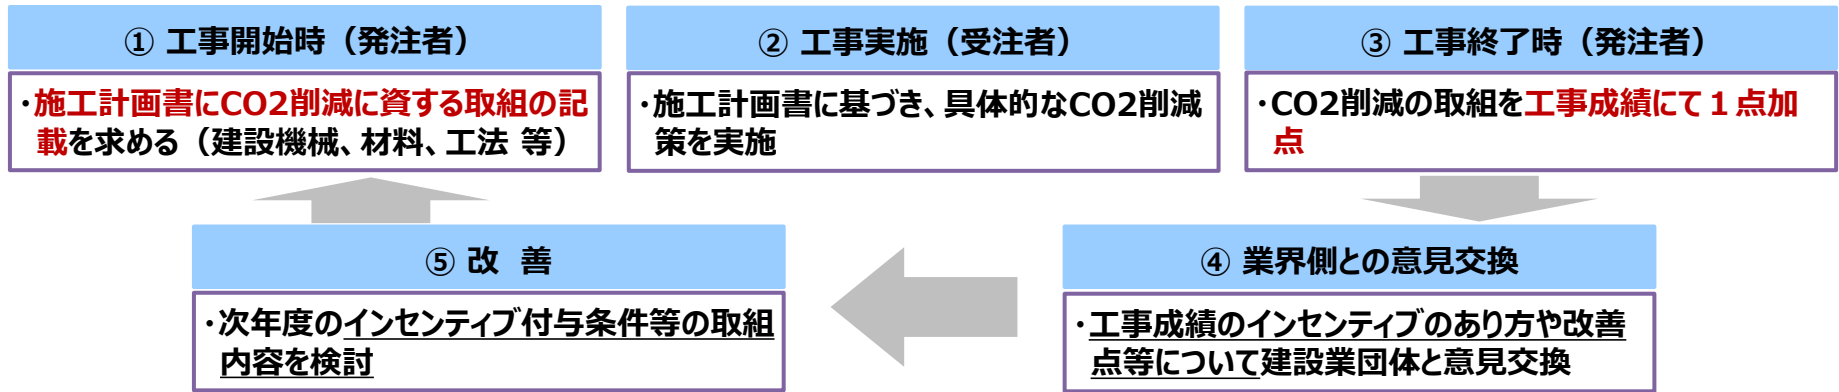 ① 工事開始時（発注者）
・施工計画書にCO2削減に資する取組の記
載を求める（建設機械、材料、工法 等）
② 工事実施（受注者）
・施工計画書に基づき、具体的なCO2削減
策を実施
③ 工事終了時（発注者）
・CO2削減の取組を工事成績にて１点加
点
④ 業界側との意見交換
・工事成績のインセンティブのあり方や改善
点等について建設業団体と意見交換
⑤ 改 善
・次年度のインセンティブ付与条件等の取組
内容を検討